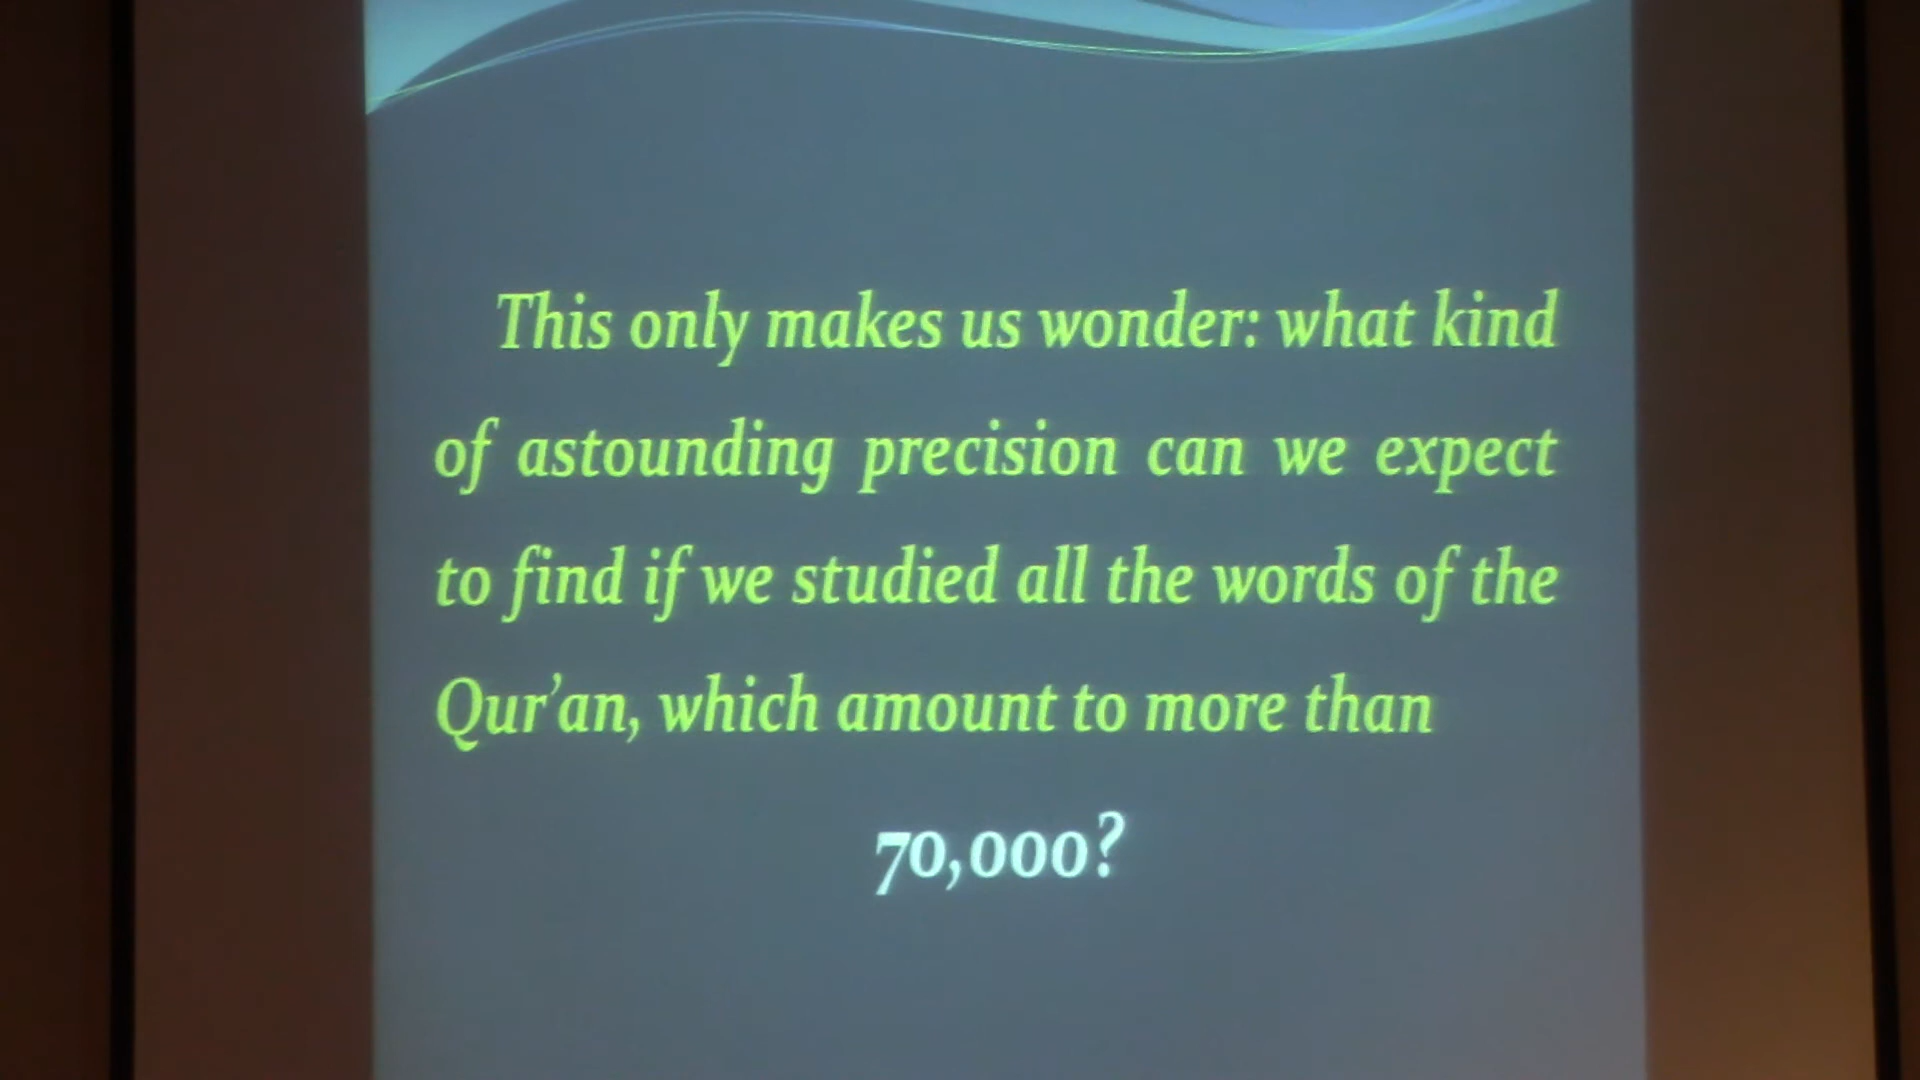 This only makes us wonder: what kind
of astounding precision can we expect
to find if we studied all the words of the
Qur’an, which amount to more than
70,000?